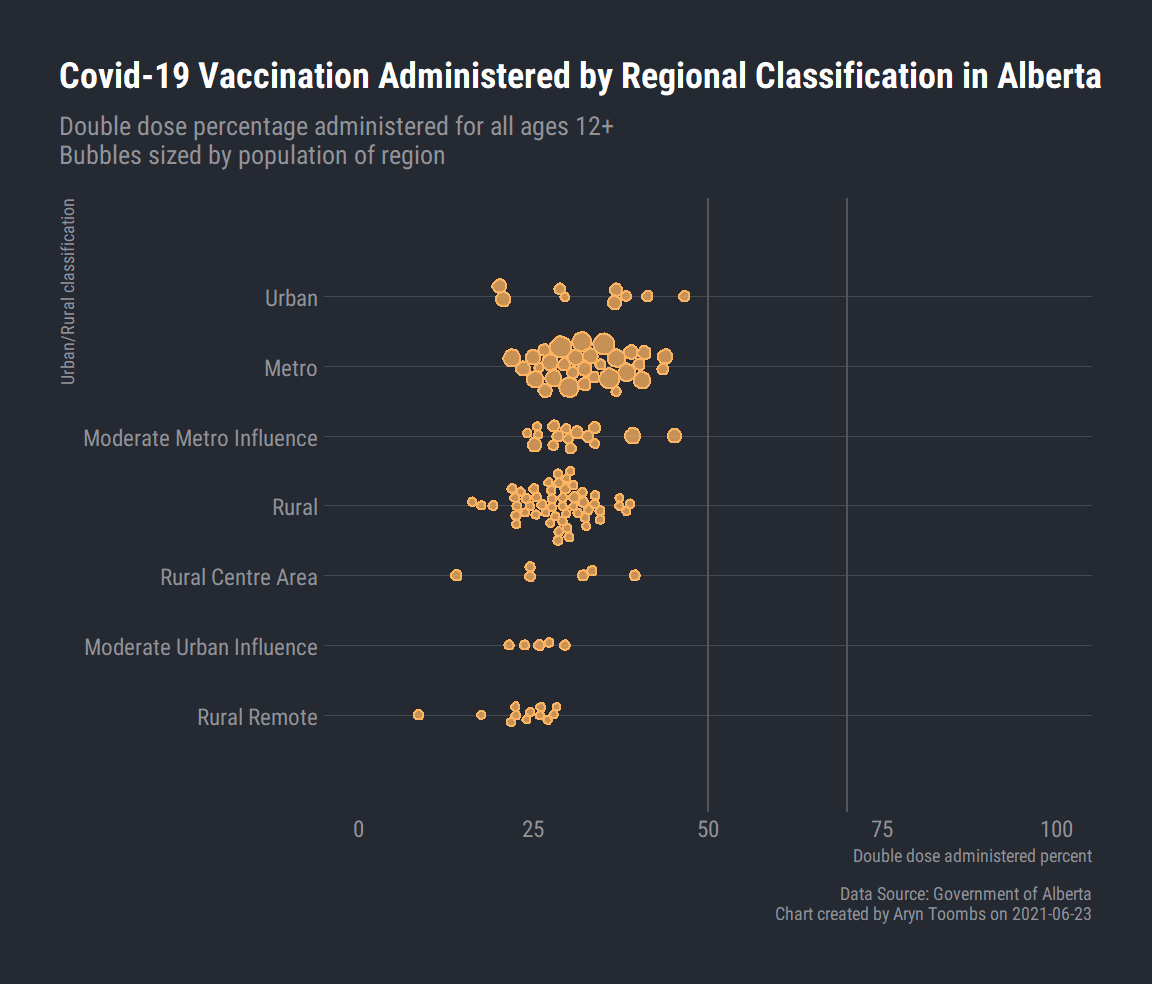 Covid-19 Vaccination Administered by Regional Classification in Alberta
Double dose percentage administered for all ages 12+
Bubbles sized by population of region
Urban/Rural classification
Urban
Metro
Moderate Metro Influence
Rural
Rural Centre Area
Moderate Urban Influence
Rural Remote
0 25 50 75 100
Double dose administered percent
Data Source: Government of Alberta
Chart created by Aryn Toombs on 2021-06-23